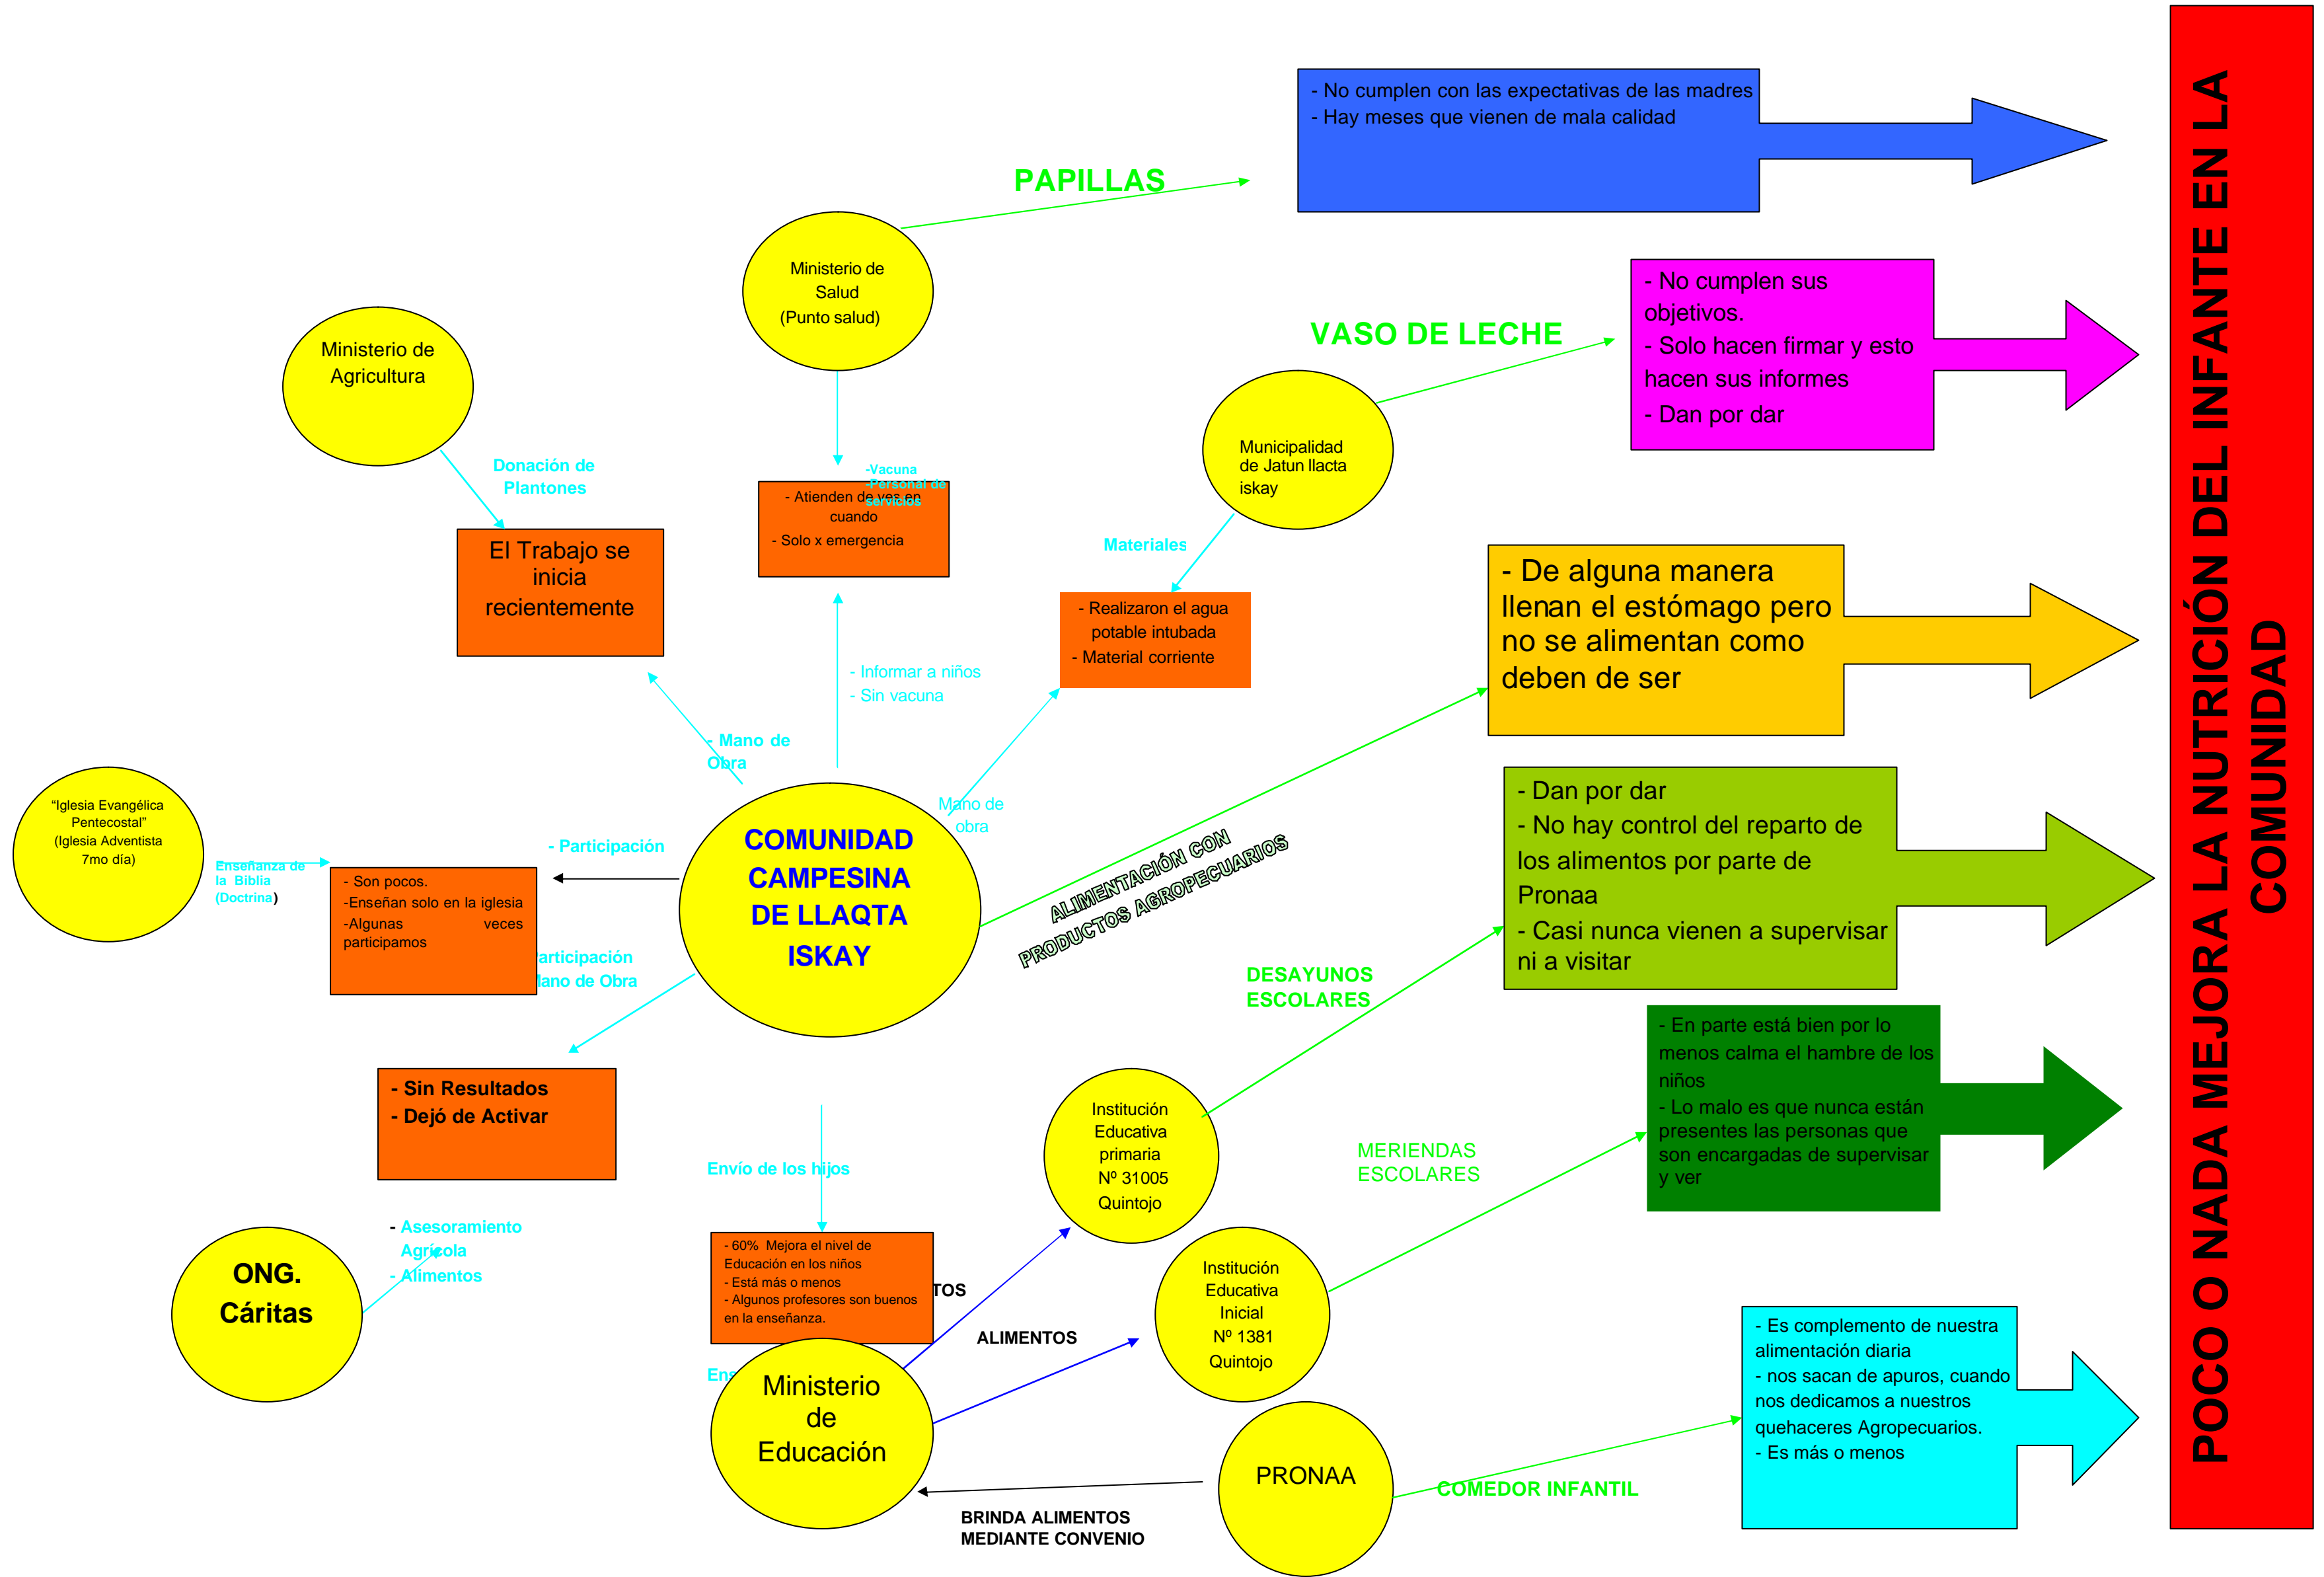 - No cumplen con las expectativas de las madres
- Hay meses que vienen de mala calidad
PAPILLAS
Ministerio de
Salud
(Punto salud)
- No cumplen sus
objetivos.
- Solo hacen firmar y esto
hacen sus informes
- Dan por dar
VASO DE LECHE
Ministerio de
Agricultura
Municipalidad
de Jatun llacta
iskay
Donación de
Plantones
-Vacuna
-Personal de
servicios
- Atienden de ves en
cuando
- Solo x emergencia
El Trabajo se
inicia
recientemente
Materiales
- Realizaron el agua
potable intubada
- Material corriente
- De alguna manera
llenan el estómago pero
no se alimentan como
deben de ser
- Informar a niños
- Sin vacuna
- Mano de
Obra
Mano de
obra
"Iglesia Evangélica
Pentecostal"
(Iglesia Adventista
7mo día)
Enseñanza de
la Biblia
(Doctrina)
- Participación
- Son pocos.
-Enseñan solo en la iglesia
-Algunas veces
participamos
COMUNIDAD
CAMPESINA
DE LLAQTA
ISKAY
ALIMENTACIÓN CON
PRODUCTOS AGROPECUARIOS
- Dan por dar
- No hay control del reparto de
los alimentos por parte de
Pronaa
- Casi nunca vienen a supervisar
ni a visitar
articipación
de Obra
DESAYUNOS
ESCOLARES
- Sin Resultados
- Dejó de Activar
- En parte está bien por lo
menos calma el hambre de los
niños
- Lo malo es que nunca están
presentes las personas que
son encargadas de supervisar
y ver
Institución
Educativa
primaria
Nº 31005
Quintojo
MERIENDAS
ESCOLARES
Envío de los hijos
- Asesoramiento
Agrícola
- Alimentos
ONG.
Cáritas
- 60% Mejora el nivel de
Educación en los niños
- Está más o menos
- Algunos profesores son buenos
en la enseñanza.
TOS
ALIMENTOS
Institución
Educativa
Inicial
Nº 1381
Quintojo
Ens
Ministerio
de
Educación
- Es complemento de nuestra
alimentación diaria
- nos sacan de apuros, cuando
nos dedicamos a nuestros
quehaceres Agropecuarios.
- Es más o menos
PRONAA
COMEDOR INFANTIL
BRINDA ALIMENTOS
MEDIANTE CONVENIO
POCO O NADA MEJORA LA NUTRICIÓN DEL INFANTE EN LA
COMUNIDAD